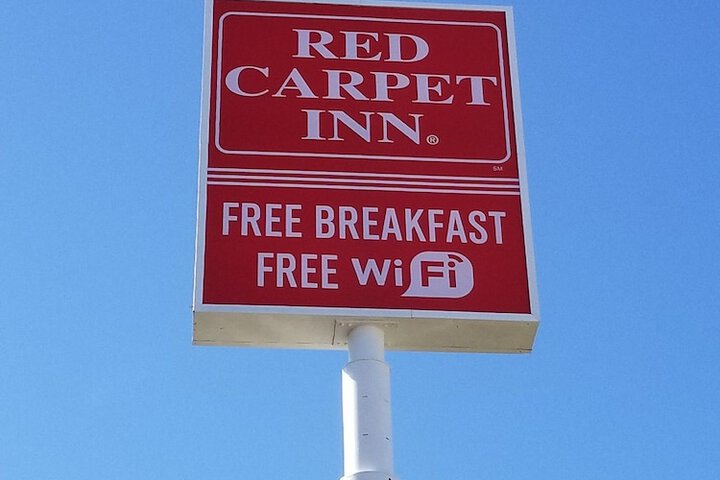 RED
CARPET
INN®
SM
FREE BREAKFAST
FREE WiFi